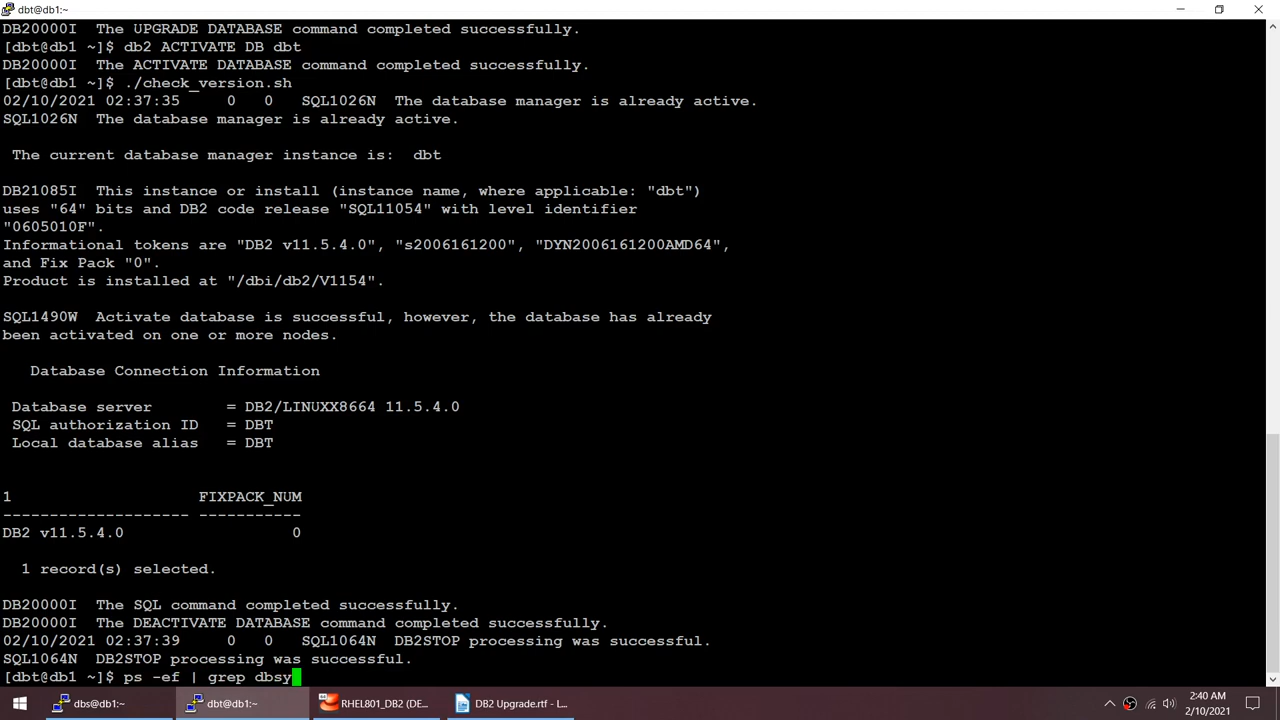 dbt@db1:~
DB20000I  The UPGRADE DATABASE command completed successfully.
[dbt@db1 ~]$ db2 ACTIVATE DB dbt
DB20000I  The ACTIVATE DATABASE command completed successfully.
[dbt@db1 ~]$ ./check_version.sh
02/10/2021 02:37:35     0   0   SQL1026N  The database manager is already active.
SQL1026N  The database manager is already active.
 The current database manager instance is:  dbt
DB21085I  This instance or install (instance name, where applicable: "dbt")
uses "64" bits and DB2 code release "SQL11054" with level identifier
"0605010F".
Informational tokens are "DB2 v11.5.4.0", "s2006161200", "DYN2006161200AMD64",
and Fix Pack "0".
Product is installed at "/dbi/db2/V1154".
SQL1490W  Activate database is successful, however, the database has already
been activated on one or more nodes.
   Database Connection Information
 Database server        = DB2/LINUXX8664 11.5.4.0
 SQL authorization ID   = DBT
 Local database alias   = DBT
1                    FIXPACK_NUM
-------------------- -----------
DB2 v11.5.4.0                  0
  1 record(s) selected.
DB20000I  The SQL command completed successfully.
DB20000I  The DEACTIVATE DATABASE command completed successfully.
02/10/2021 02:37:39     0   0   SQL1064N  DB2STOP processing was successful.
SQL1064N  DB2STOP processing was successful.
[dbt@db1 ~]$ ps -ef | grep dbsy
dbs@db1:~
dbt@db1:~
RHEL801_DB2 (DE...
DB2 Upgrade.rtf - L...
2:40 AM
2/10/2021